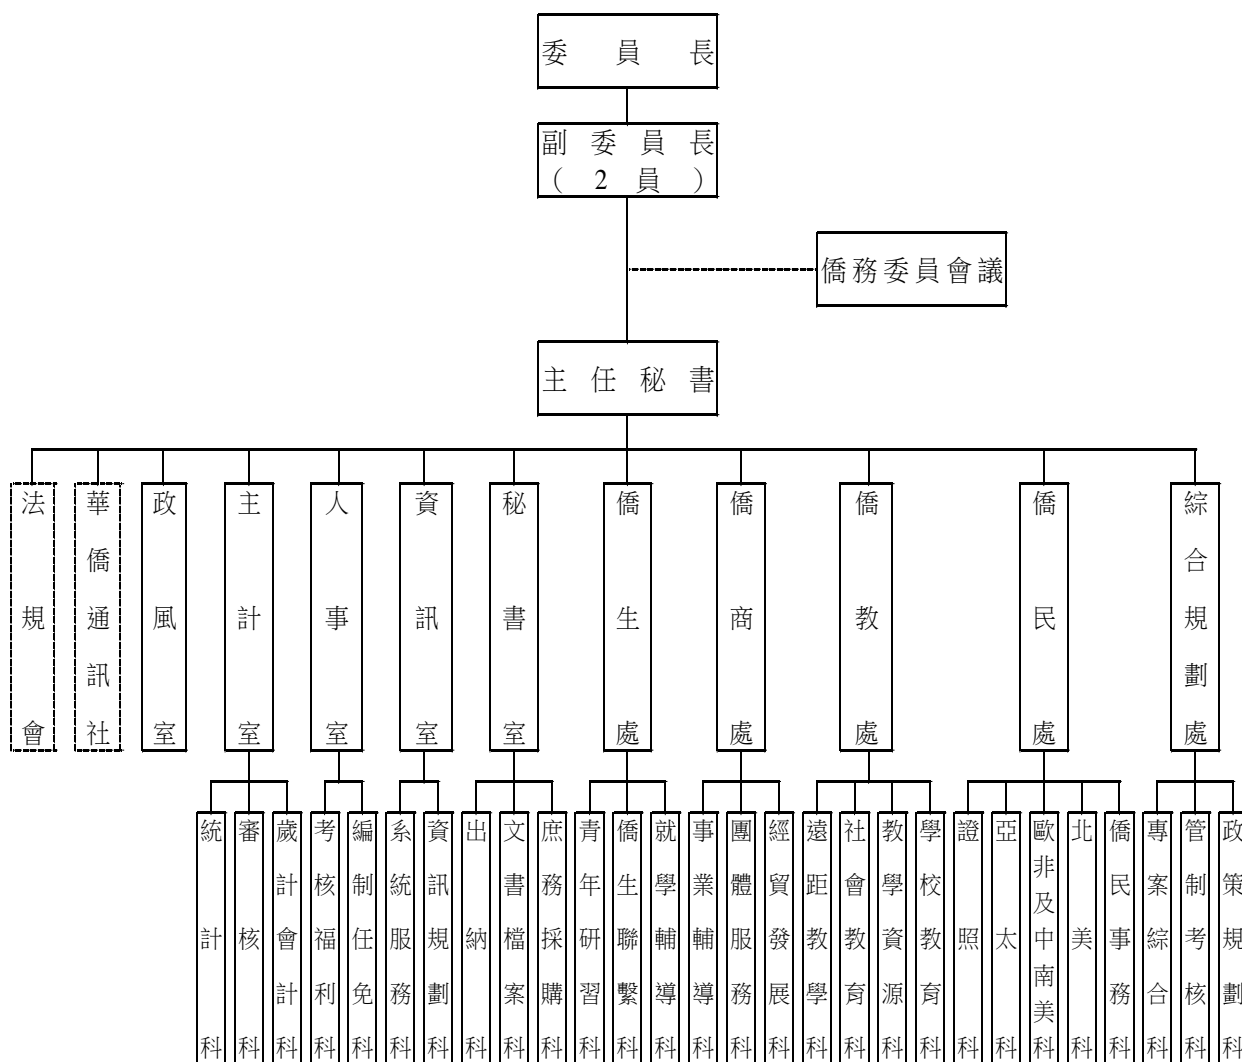 委員長
副委員長
(2員)
僑務委員會議
主任秘書
法規會
華僑通訊社
政風室
主計室
人事室
資訊室
秘書室
僑生處
僑商處
僑教處
僑民處
綜合規劃處
統計科
審核科
歲計會計科
考核福利科
編制任免科
系統服務科
資訊規劃科
出納科
文書檔案科
庶務採購科
青年研習科
僑生聯繫科
就學輔導科
事業輔導科
團體服務科
經貿發展科
遠距教學科
社會教育科
教學資源科
學校教育科
證照科
亞太科
歐非及中南美科
北美科
僑民事務科
專案綜合科
管制考核科
政策規劃科